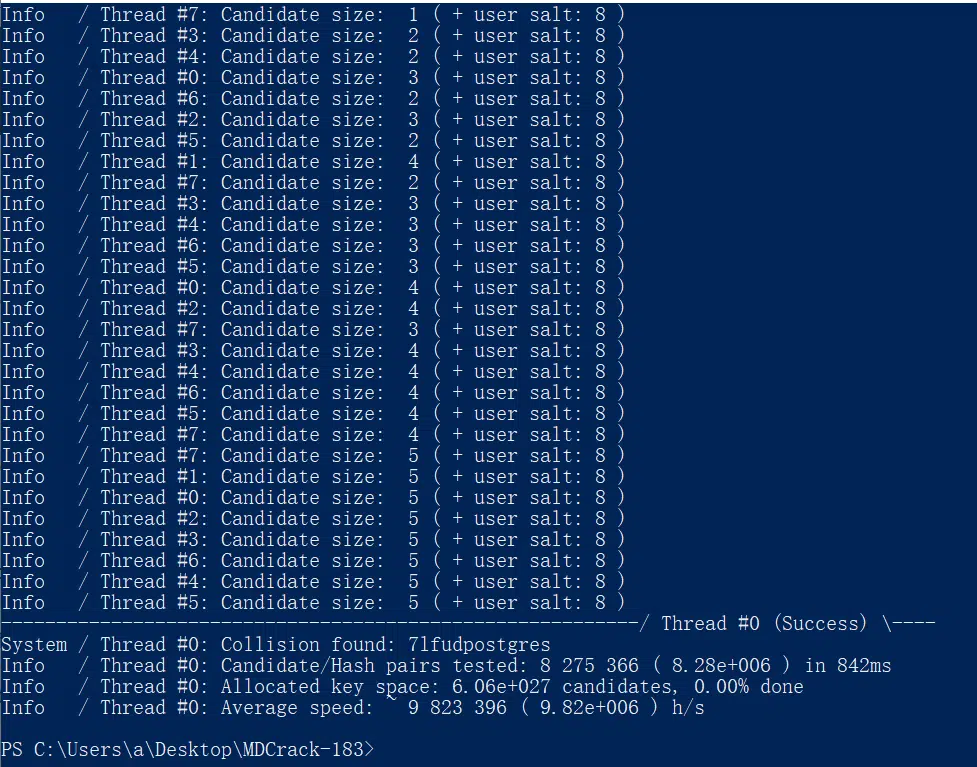 Info   / Thread #7: Candidate size:  1 ( + user salt: 8 )
Info   / Thread #3: Candidate size:  2 ( + user salt: 8 )
Info   / Thread #4: Candidate size:  2 ( + user salt: 8 )
Info   / Thread #0: Candidate size:  3 ( + user salt: 8 )
Info   / Thread #6: Candidate size:  2 ( + user salt: 8 )
Info   / Thread #2: Candidate size:  3 ( + user salt: 8 )
Info   / Thread #5: Candidate size:  2 ( + user salt: 8 )
Info   / Thread #1: Candidate size:  4 ( + user salt: 8 )
Info   / Thread #7: Candidate size:  2 ( + user salt: 8 )
Info   / Thread #3: Candidate size:  3 ( + user salt: 8 )
Info   / Thread #4: Candidate size:  3 ( + user salt: 8 )
Info   / Thread #6: Candidate size:  3 ( + user salt: 8 )
Info   / Thread #5: Candidate size:  3 ( + user salt: 8 )
Info   / Thread #0: Candidate size:  4 ( + user salt: 8 )
Info   / Thread #2: Candidate size:  4 ( + user salt: 8 )
Info   / Thread #7: Candidate size:  3 ( + user salt: 8 )
Info   / Thread #3: Candidate size:  4 ( + user salt: 8 )
Info   / Thread #4: Candidate size:  4 ( + user salt: 8 )
Info   / Thread #6: Candidate size:  4 ( + user salt: 8 )
Info   / Thread #5: Candidate size:  4 ( + user salt: 8 )
Info   / Thread #7: Candidate size:  4 ( + user salt: 8 )
Info   / Thread #7: Candidate size:  5 ( + user salt: 8 )
Info   / Thread #1: Candidate size:  5 ( + user salt: 8 )
Info   / Thread #0: Candidate size:  5 ( + user salt: 8 )
Info   / Thread #2: Candidate size:  5 ( + user salt: 8 )
Info   / Thread #3: Candidate size:  5 ( + user salt: 8 )
Info   / Thread #6: Candidate size:  5 ( + user salt: 8 )
Info   / Thread #4: Candidate size:  5 ( + user salt: 8 )
Info   / Thread #5: Candidate size:  5 ( + user salt: 8 )
----------------------------------------------------------/ Thread #0 (Success) \----
System / Thread #0: Collision found: 7lfudpostgres
Info   / Thread #0: Candidate/Hash pairs tested: 8 275 366 ( 8.28e+006 ) in 842ms
Info   / Thread #0: Allocated key space: 6.06e+027 candidates, 0.00% done
Info   / Thread #0: Average speed: ~ 9 823 396 ( 9.82e+006 ) h/s
PS C:\Users\a\Desktop\MDCrack-183>